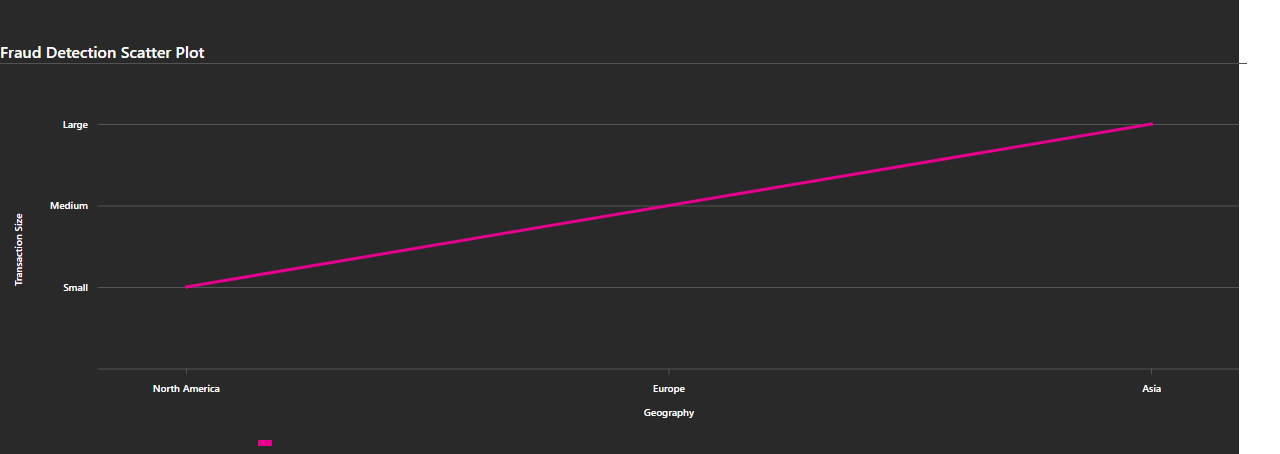 Fraud Detection Scatter Plot
Large
Medium
Small
Transaction Size
North America
Europe
Asia
Geography